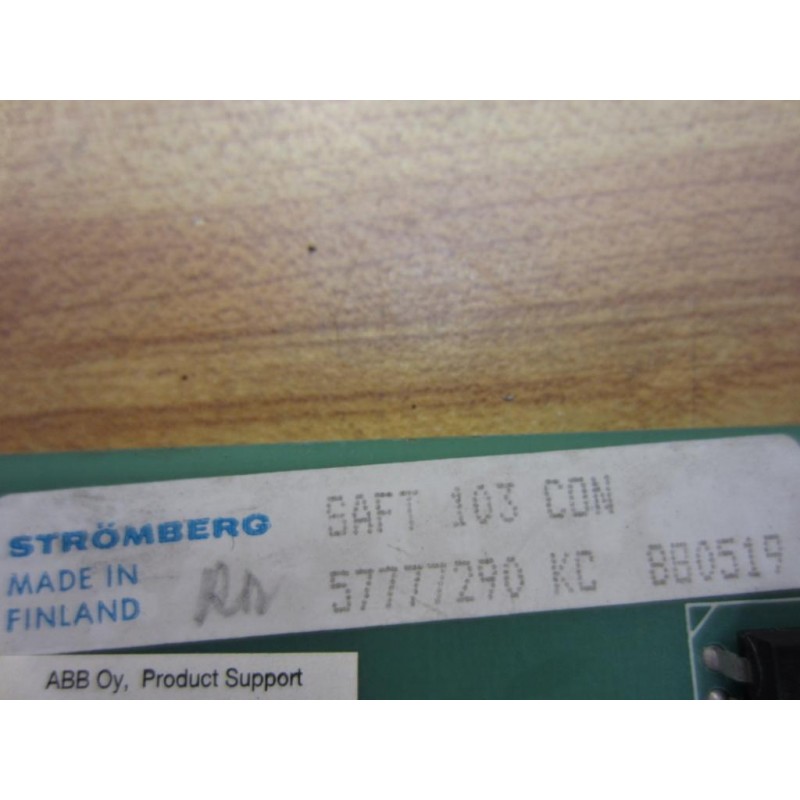 STRÖMBERG SAFT 103 CON
MADE IN 57777290 KC 880519
FINLAND
ABB Oy, Product Support